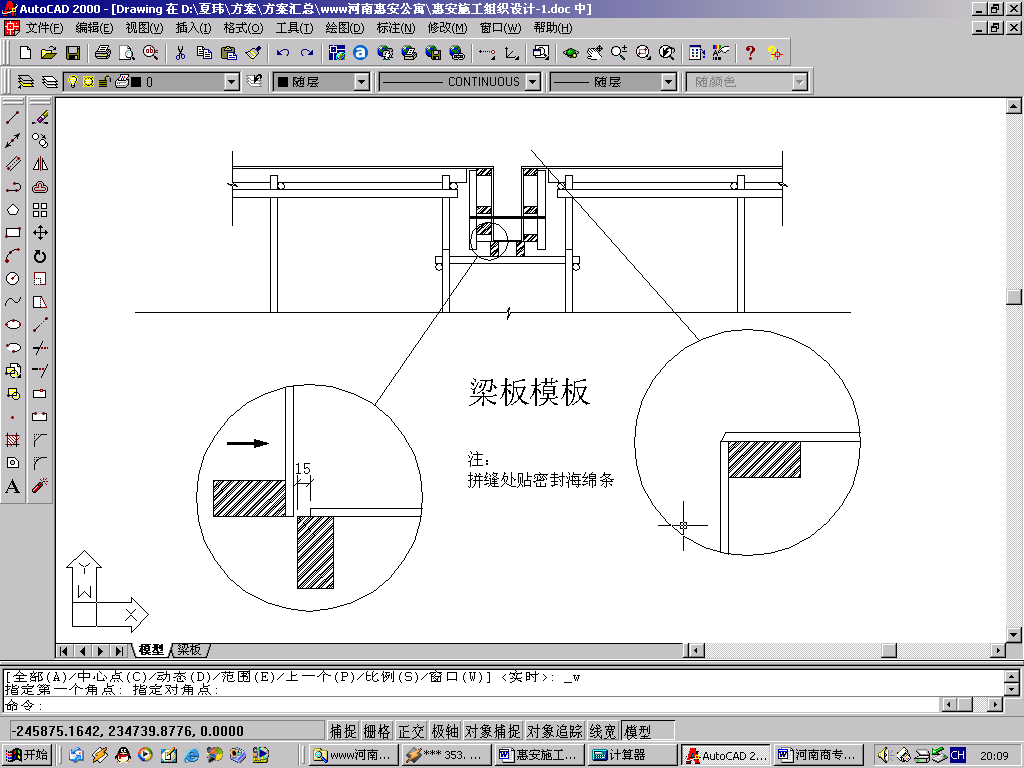 AutoCAD 2000 - [Drawing 在 D:\夏玮\方案\方案汇总\www河南惠安公寓\惠安施工组织设计-1.doc 中]
文件(F) 编辑(E) 视图(V) 插入(I) 格式(O) 工具(T) 绘图(D) 标注(N) 修改(M) 窗口(W) 帮助(H)
0 随层 CONTINUOUS 随层 随颜色
梁板模板
15
注:
拼缝处贴密封海绵条
Y
W
X
模型 梁板
[全部(A)/中心点(C)/动态(D)/范围(E)/上一个(P)/比例(S)/窗口(W)] <实时>: _w
指定第一个角点: 指定对角点:
命令:
-245875.1642, 234739.8776, 0.0000 捕捉 栅格 正交 极轴 对象捕捉 对象追踪 线宽 模型
开始 www河南... *** 353. ... 惠安施工... 计算器 AutoCAD 2... 河南商专... CH 20:09